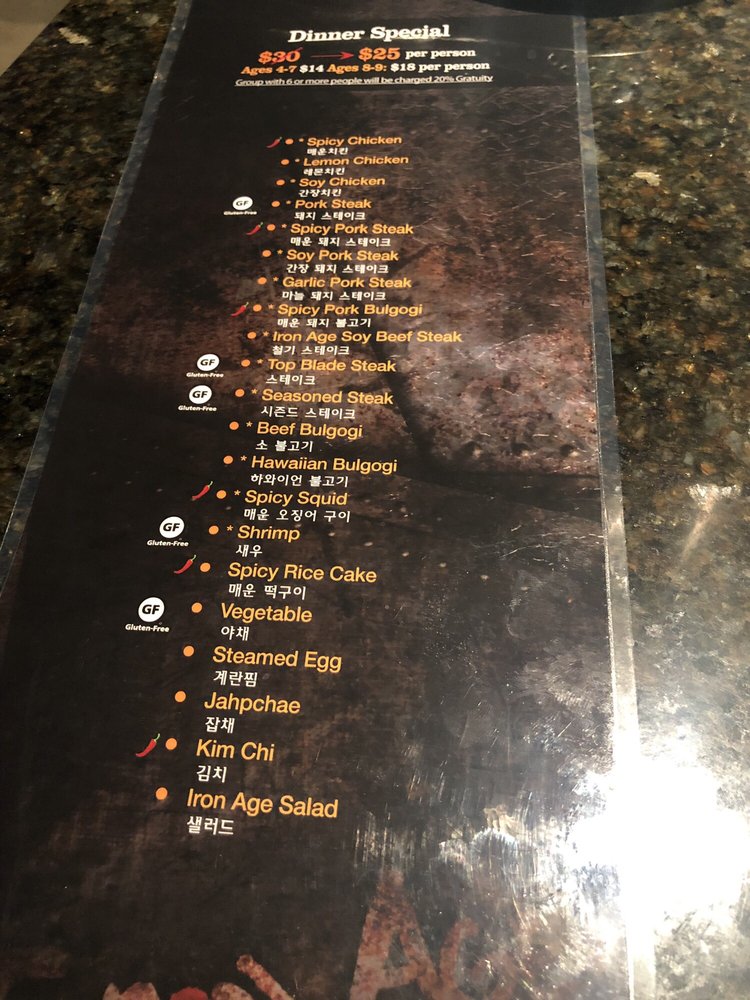 Dinner Special
$30 → $25 per person
Ages 4-7 $14 Ages 8-9: $18 per person
Group with 6 or more people will be charged 20% Gratuity
* Spicy Chicken
매운치킨
* Lemon Chicken
레몬치킨
* Soy Chicken
간장치킨
GF Gluten-Free * Pork Steak
돼지 스테이크
* Spicy Pork Steak
매운 돼지 스테이크
* Soy Pork Steak
간장 돼지 스테이크
* Garlic Pork Steak
마늘 돼지 스테이크
* Spicy Pork Bulgogi
매운 돼지 불고기
* Iron Age Soy Beef Steak
철기 스테이크
GF Gluten-Free * Top Blade Steak
스테이크
GF Gluten-Free * Seasoned Steak
시즌드 스테이크
* Beef Bulgogi
소 불고기
* Hawaiian Bulgogi
하와이언 불고기
* Spicy Squid
매운 오징어 구이
GF Gluten-Free * Shrimp
새우
Spicy Rice Cake
매운 떡구이
GF Gluten-Free Vegetable
야채
Steamed Egg
계란찜
Jahpchae
잡채
Kim Chi
김치
Iron Age Salad
샐러드